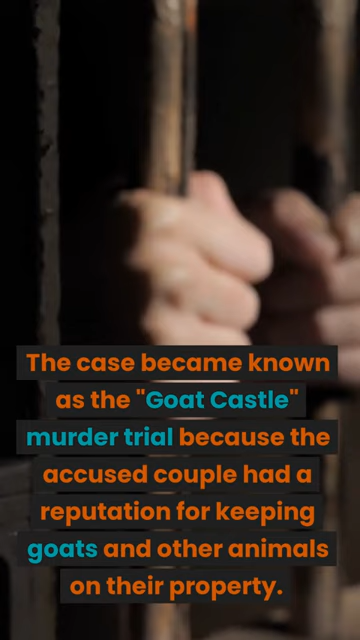 The case became known
as the "Goat Castle"
murder trial because the
accused couple had a
reputation for keeping
goats and other animals
on their property.